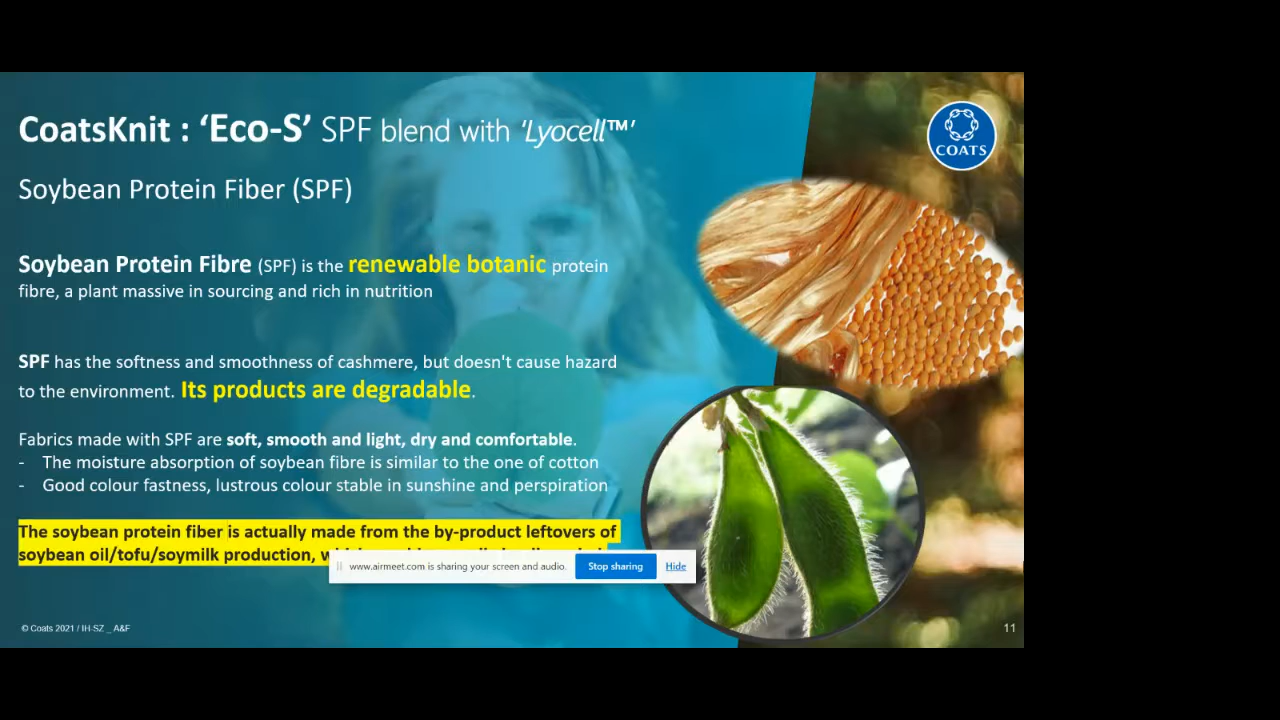 CoatsKnit : ‘Eco-S’ SPF blend with ‘Lyocell™’
COATS
Soybean Protein Fiber (SPF)
Soybean Protein Fibre (SPF) is the renewable botanic protein
fibre, a plant massive in sourcing and rich in nutrition
SPF has the softness and smoothness of cashmere, but doesn't cause hazard
to the environment. Its products are degradable.
Fabrics made with SPF are soft, smooth and light, dry and comfortable.
- The moisture absorption of soybean fibre is similar to the one of cotton
- Good colour fastness, lustrous colour stable in sunshine and perspiration
The soybean protein fiber is actually made from the by-product leftovers of
soybean oil/tofu/soymilk production,
www.airmeet.com is sharing your screen and audio. Stop sharing Hide
© Coats 2021 / IH-SZ _ A&F
11